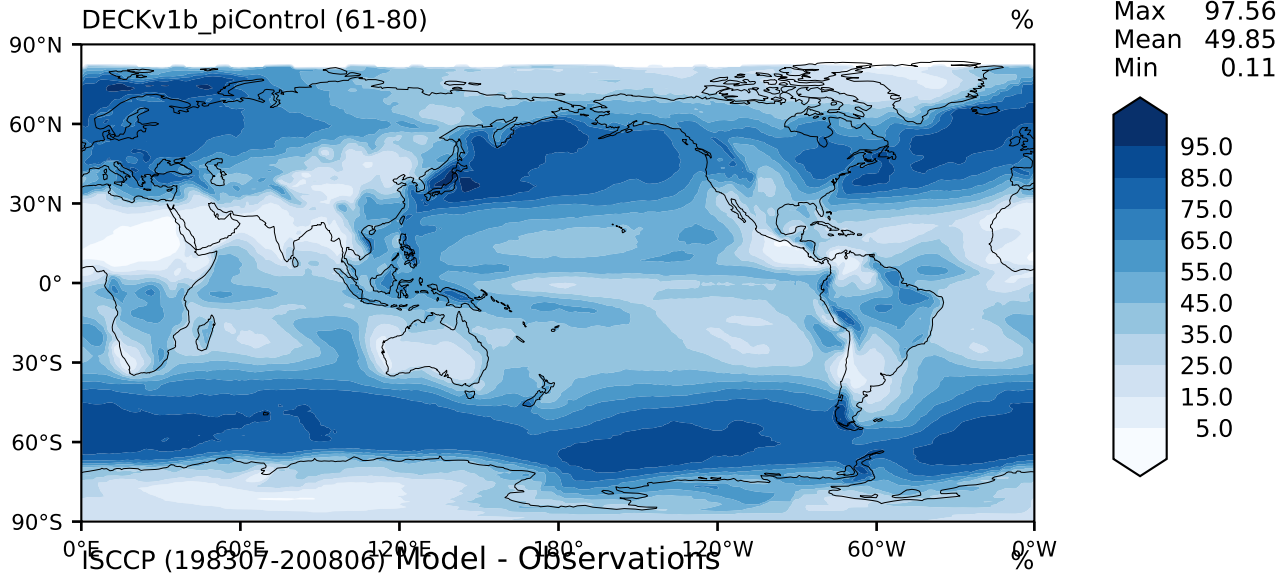 DECKv1b_piControl (61-80) %
Max 97.56
Mean 49.85
Min 0.11
90°N
60°N
30°N
0°
30°S
60°S
90°S
95.0
85.0
75.0
65.0
55.0
45.0
35.0
25.0
15.0
5.0
0°E 60°E 120°E 180° 120°W 60°W 0°W
ISCCP (198307-200806) Model - Observations %